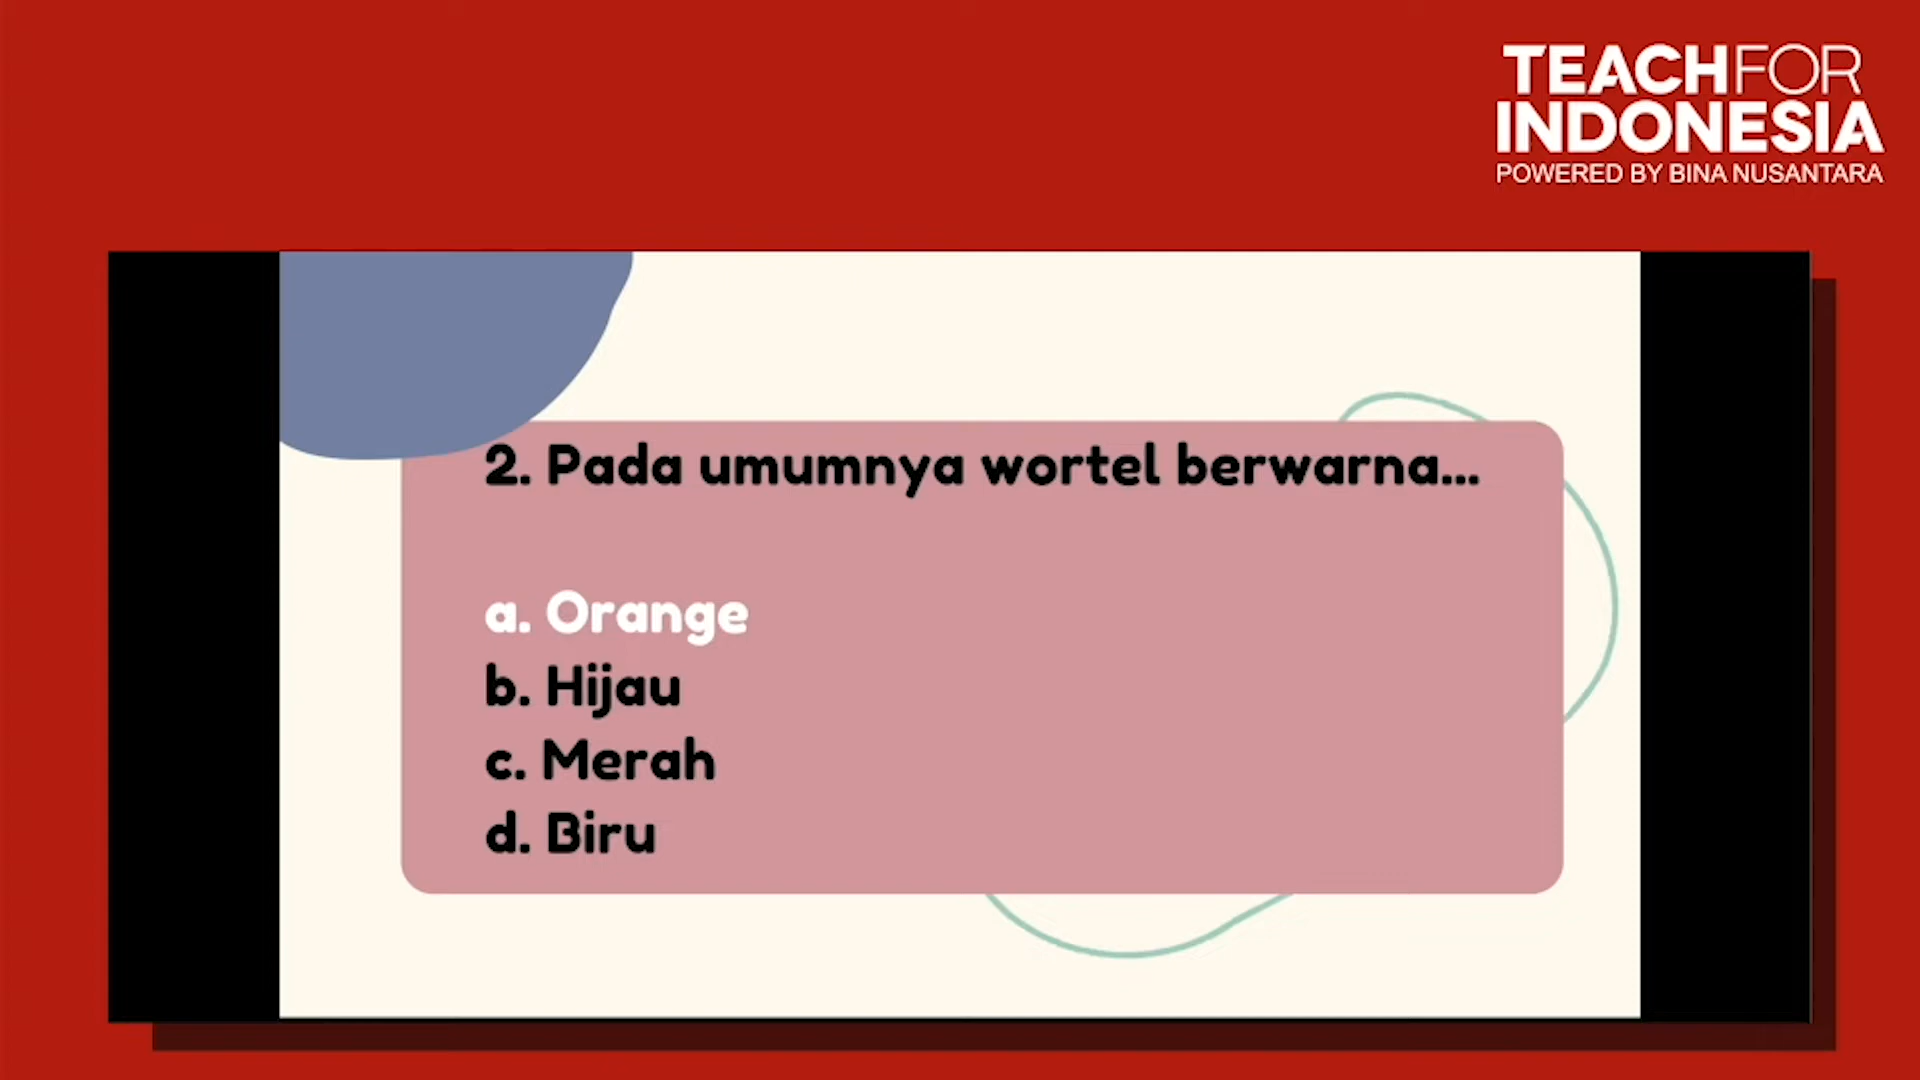 TEACHFOR
INDONESIA
POWERED BY BINA NUSANTARA
2. Pada umumnya wortel berwarna...
a. Orange
b. Hijau
c. Merah
d. Biru